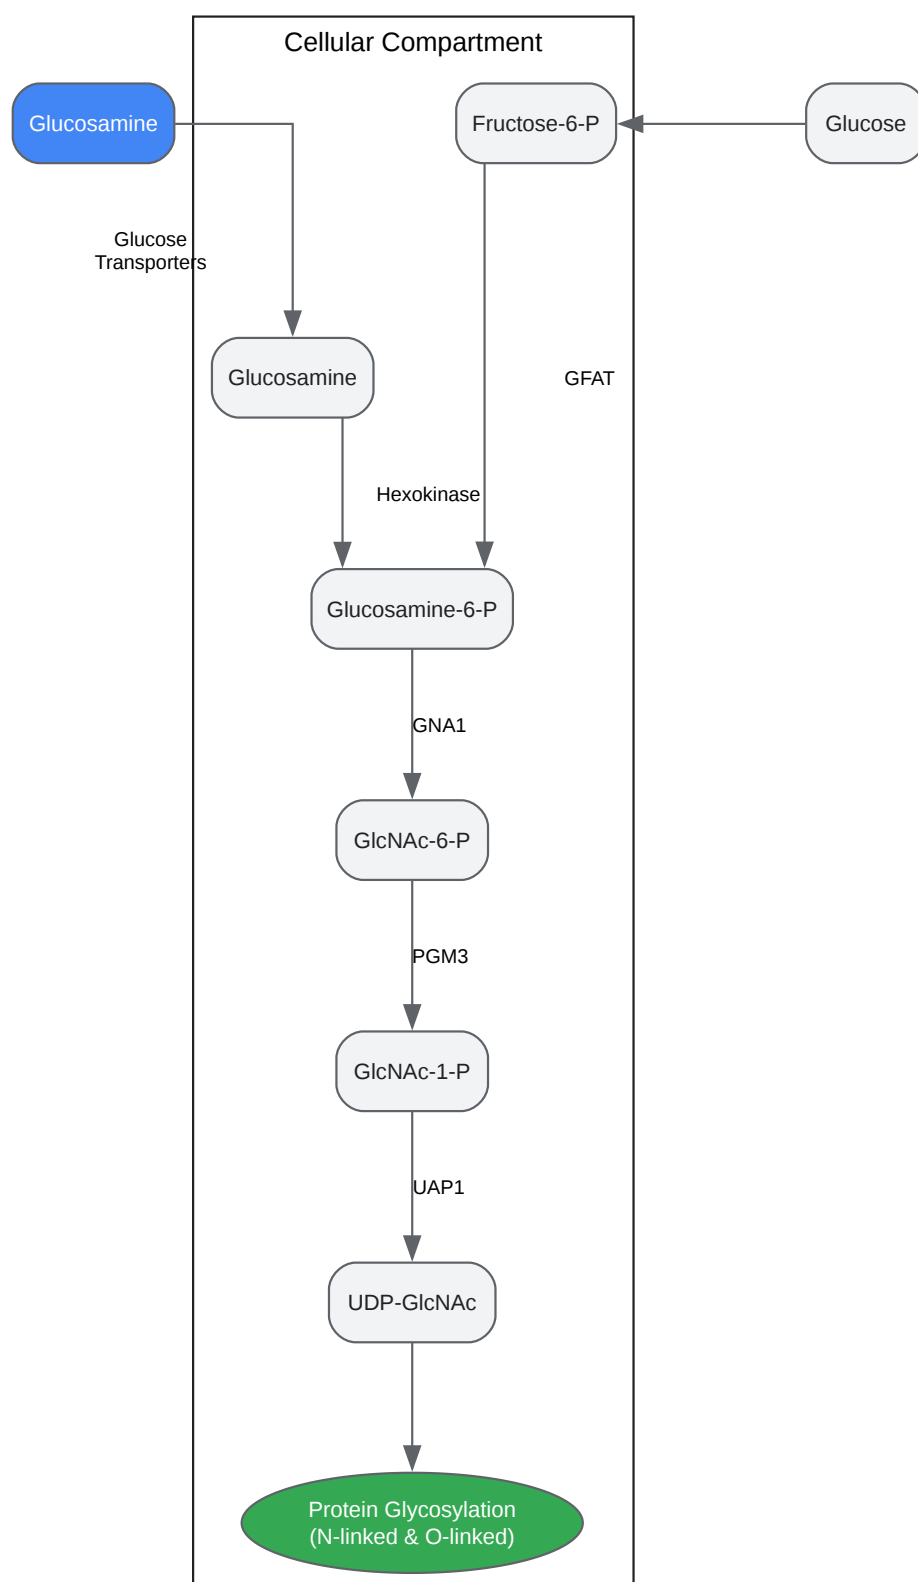 Cellular Compartment
Glucosamine
Fructose-6-P
Glucose
Glucose
Transporters
Glucosamine
GFAT
Hexokinase
Glucosamine-6-P
GNA1
GlcNAc-6-P
PGM3
GlcNAc-1-P
UAP1
UDP-GlcNAc
Protein Glycosylation
(N-linked & O-linked)